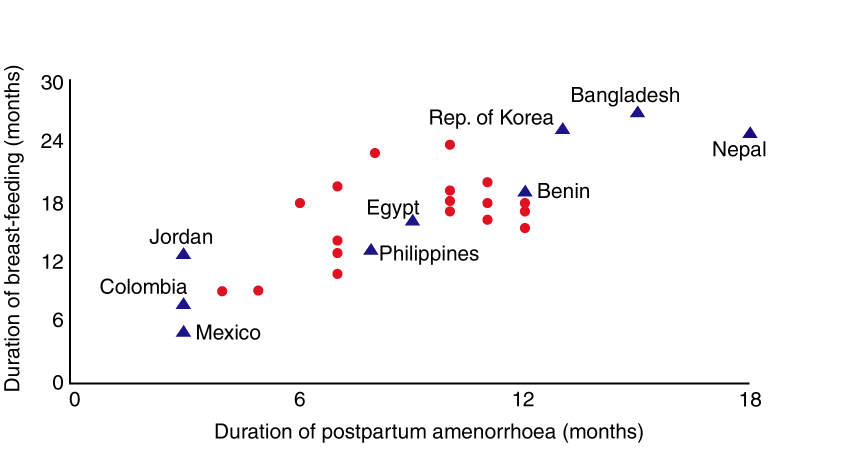 Duration of breast-feeding (months)
30
24
18
12
6
0
Bangladesh
Rep. of Korea
Nepal
Benin
Egypt
Jordan
Philippines
Colombia
Mexico
0 6 12 18
Duration of postpartum amenorrhoea (months)